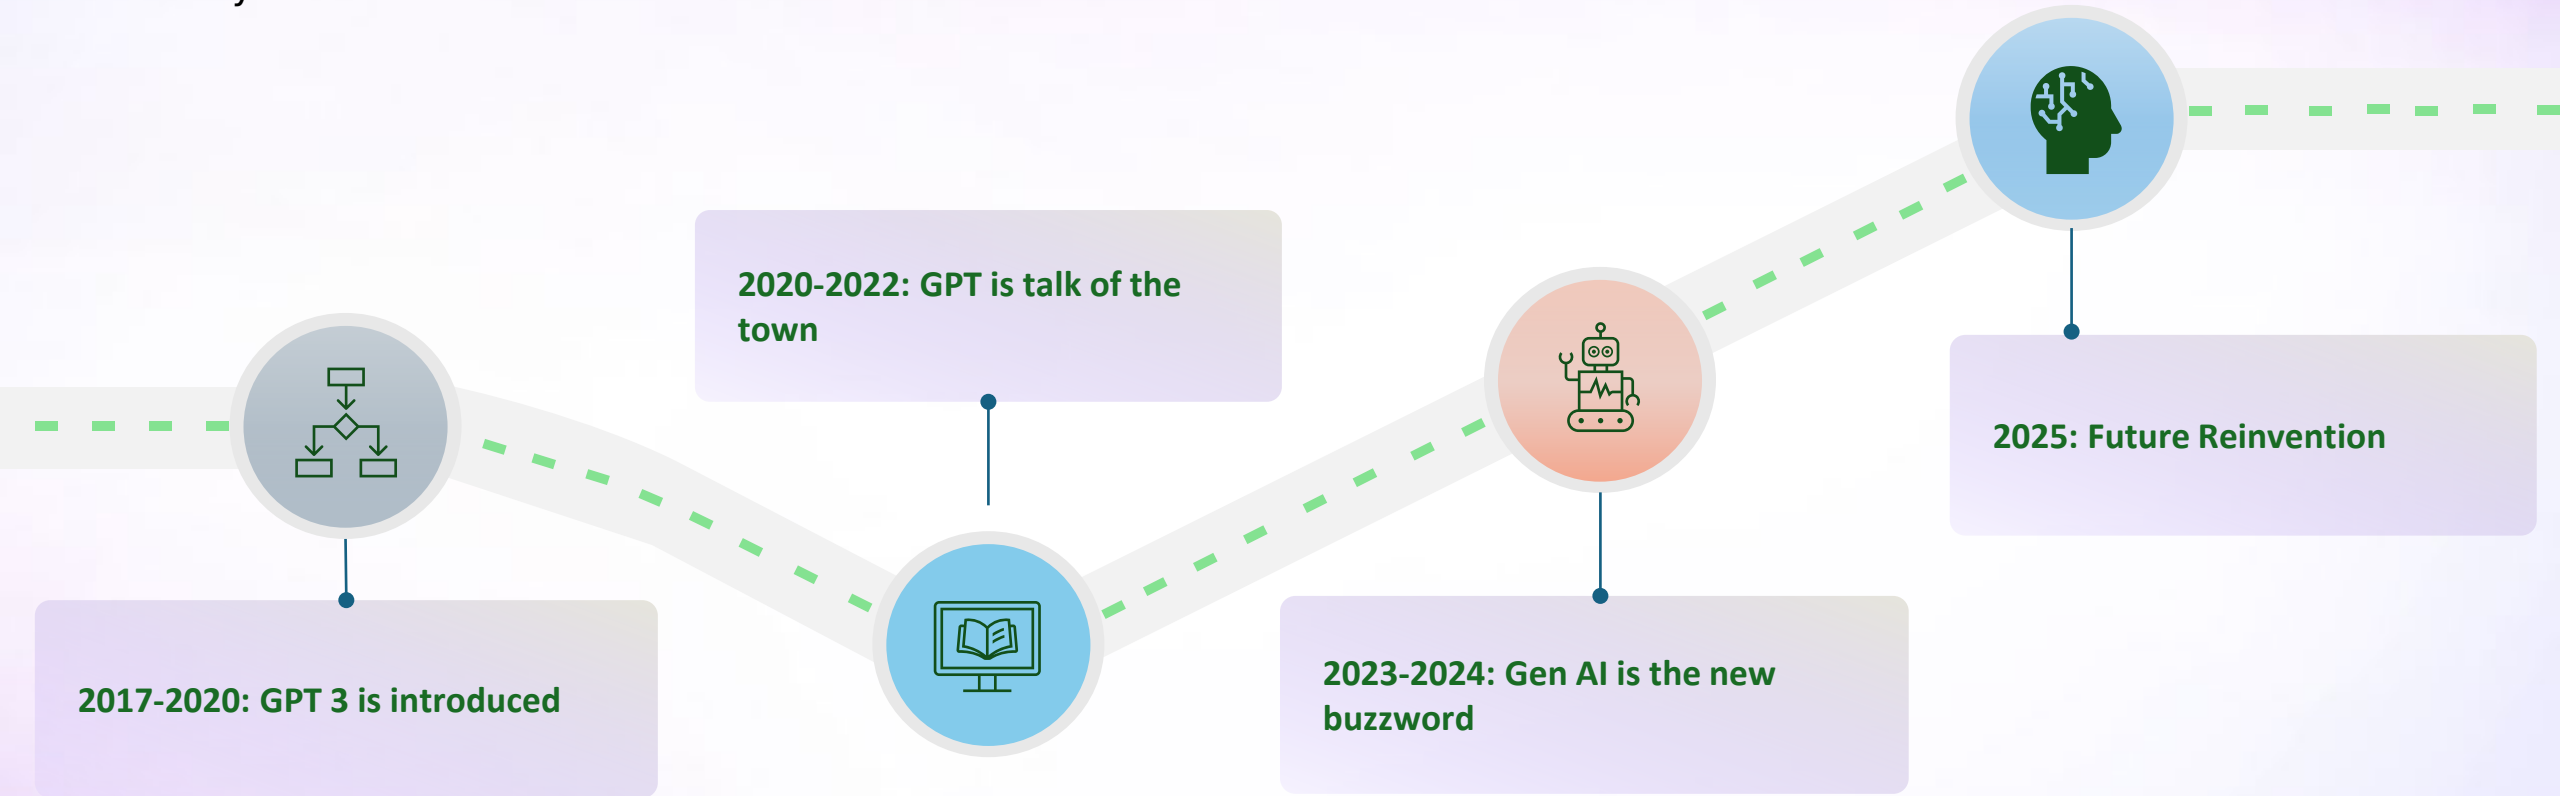 2020-2022: GPT is talk of the
town
2025: Future Reinvention
2017-2020: GPT 3 is introduced
2023-2024: Gen AI is the new
buzzword